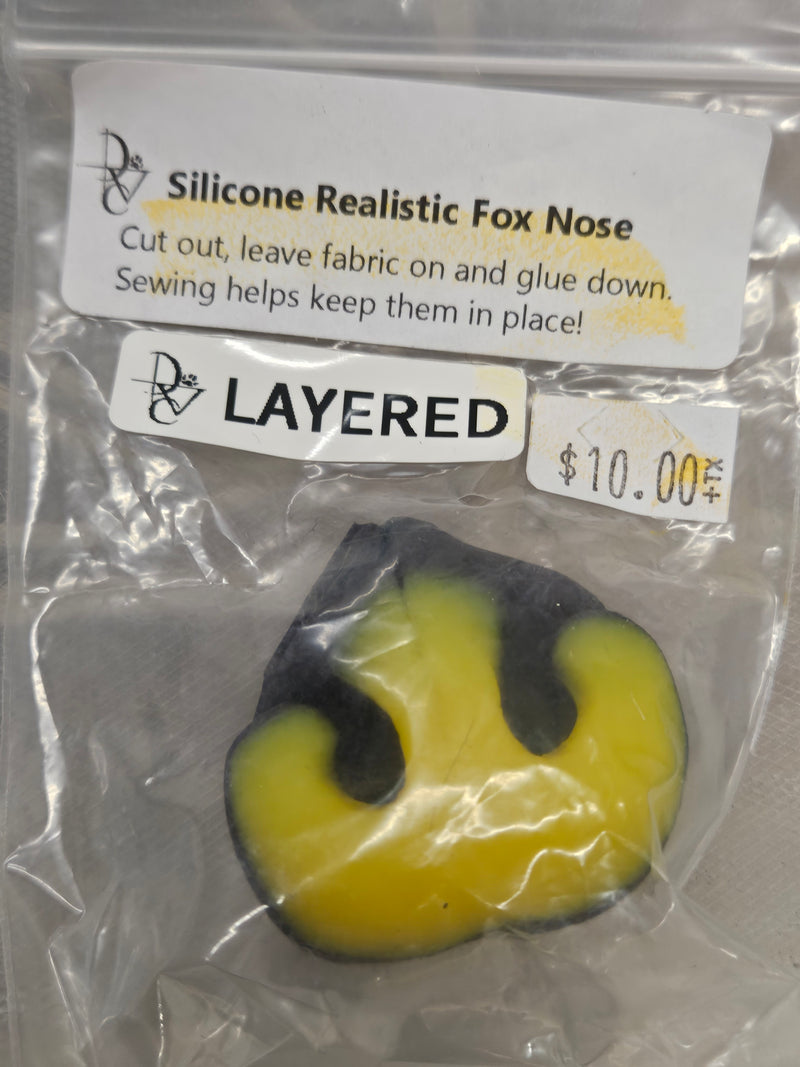 Silicone Realistic Fox Nose
Cut out, leave fabric on and glue down.
Sewing helps keep them in place!
LAYERED
$10.00